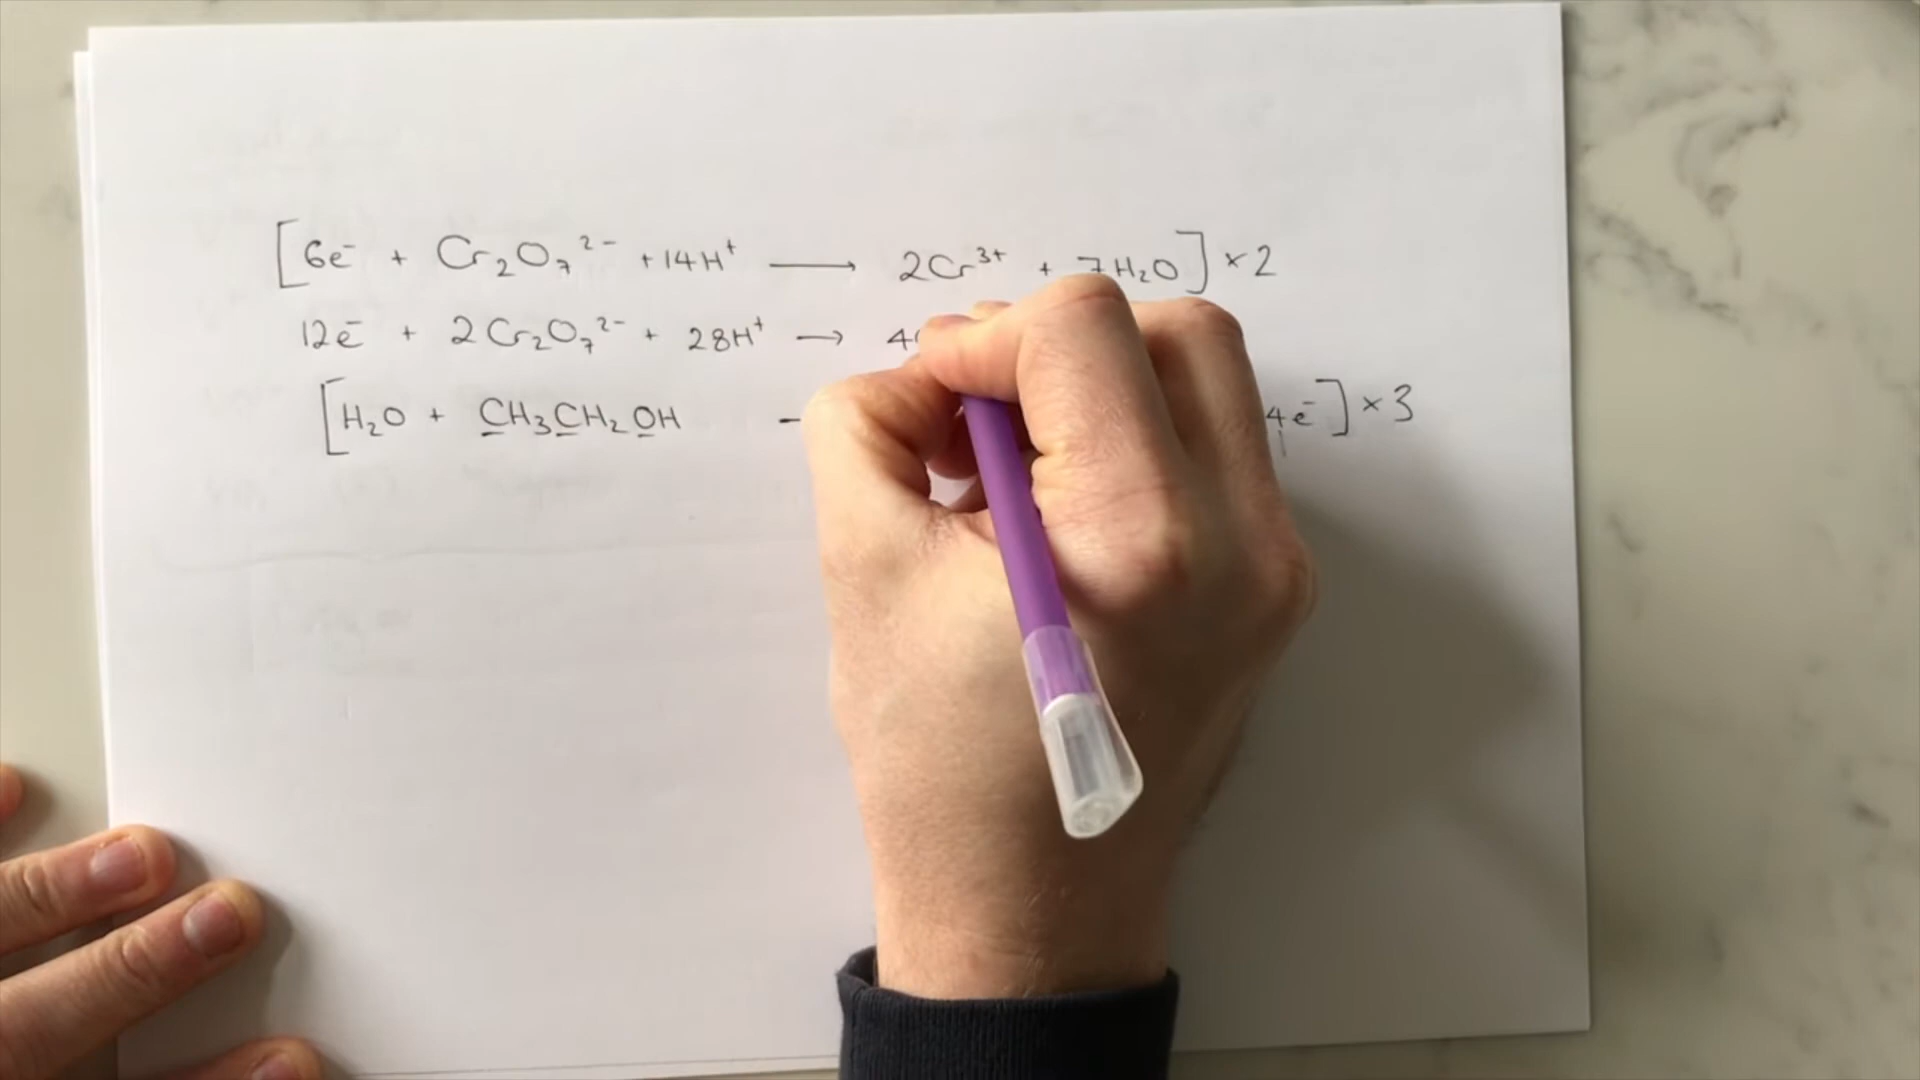 [6e⁻ + Cr₂O₇²⁻ + 14H⁺ ⟶ 2Cr³⁺ + 7H₂O] × 2
12e⁻ + 2Cr₂O₇²⁻ + 28H⁺ → 4
[H₂O + CH₃CH₂OH 4e⁻] × 3